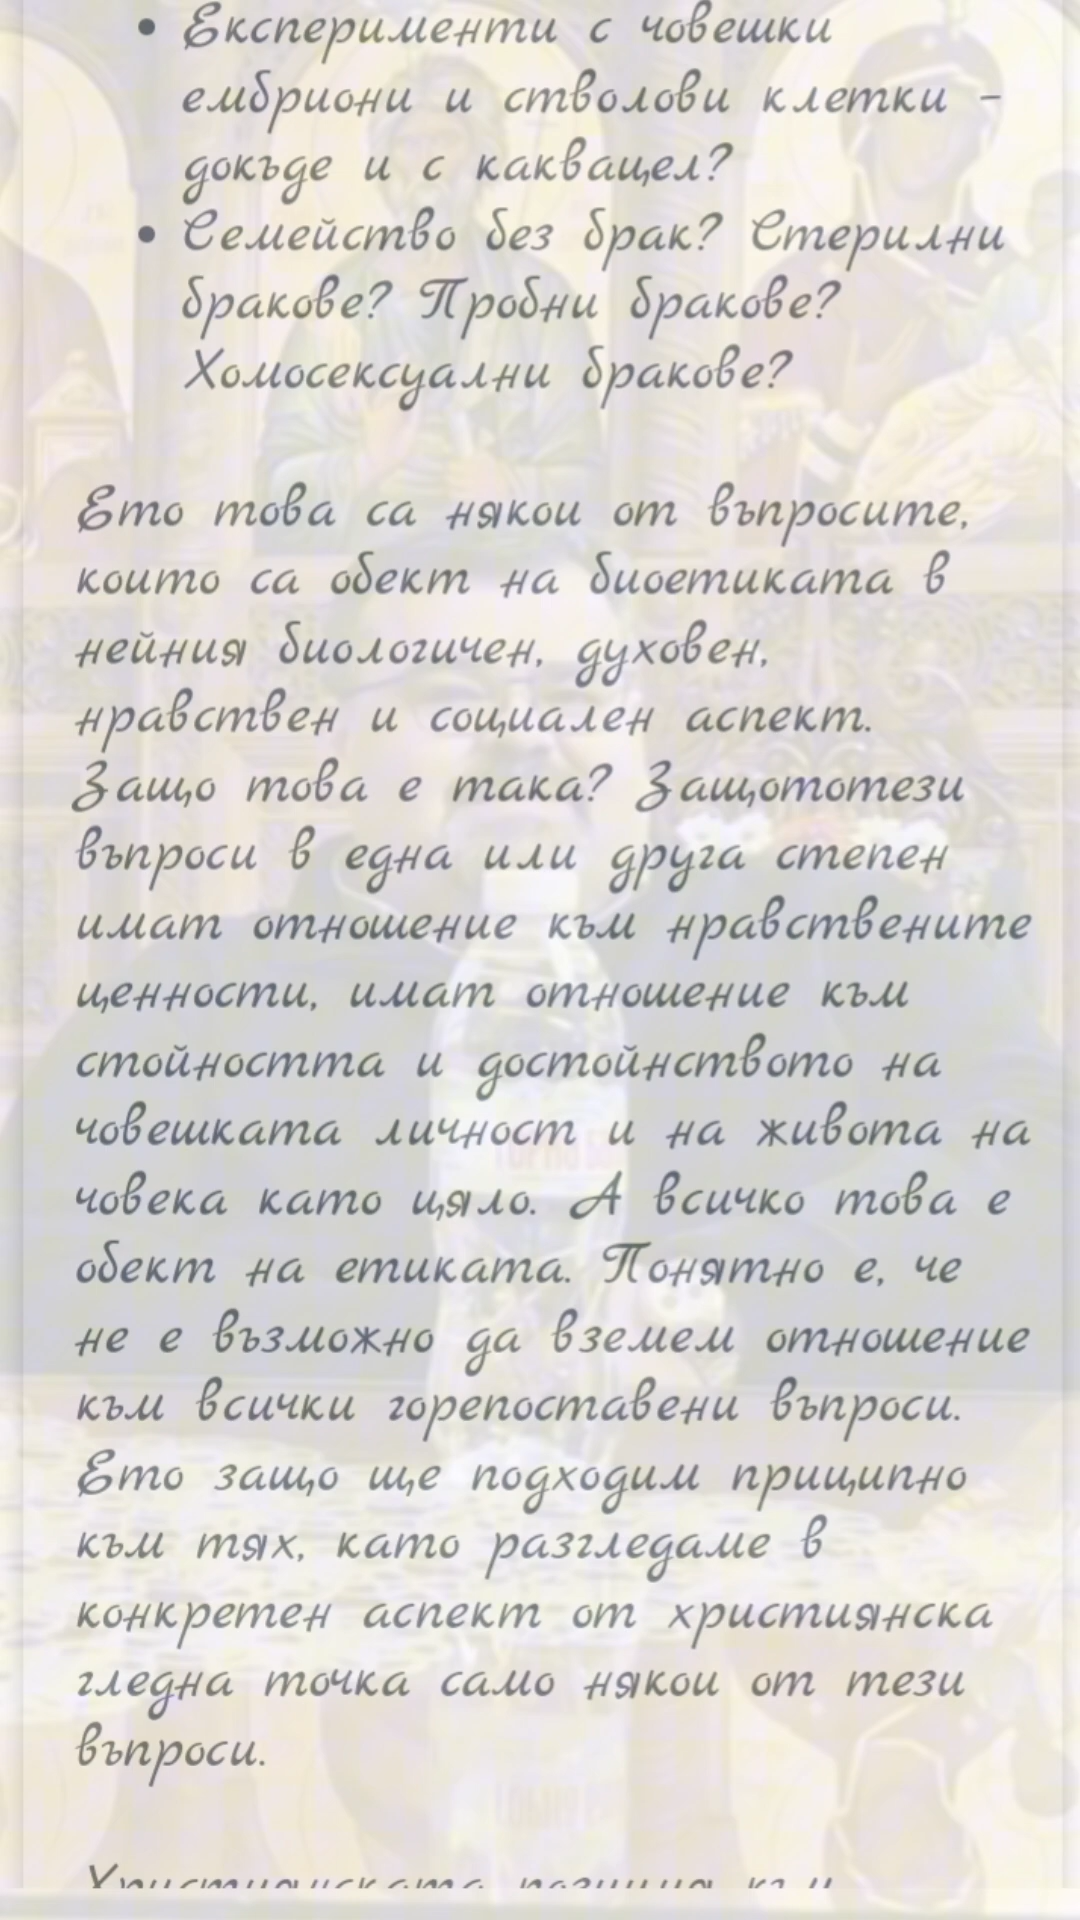 • Експерименти с човешки
ембриони и стволови клетки –
докъде и с каквацел?
• Семейство без брак? Стерилни
бракове? Пробни бракове?
Хомосексуални бракове?
Ето това са някои от въпросите,
които са обект на биоетиката в
нейния биологичен, духовен,
нравствен и социален аспект.
Защо това е така? Защототези
въпроси в една или друга степен
имат отношение към нравствените
ценности, имат отношение към
стойността и достойнството на
човешката личност и на живота на
човека като цяло. А всичко това е
обект на етиката. Понятно е, че
не е възможно да вземем отношение
към всички горепоставени въпроси.
Ето защо ще подходим прищипно
към тях, като разгледаме в
конкретен аспект от християнска
гледна точка само някои от тези
въпроси.
Християнската позиция към